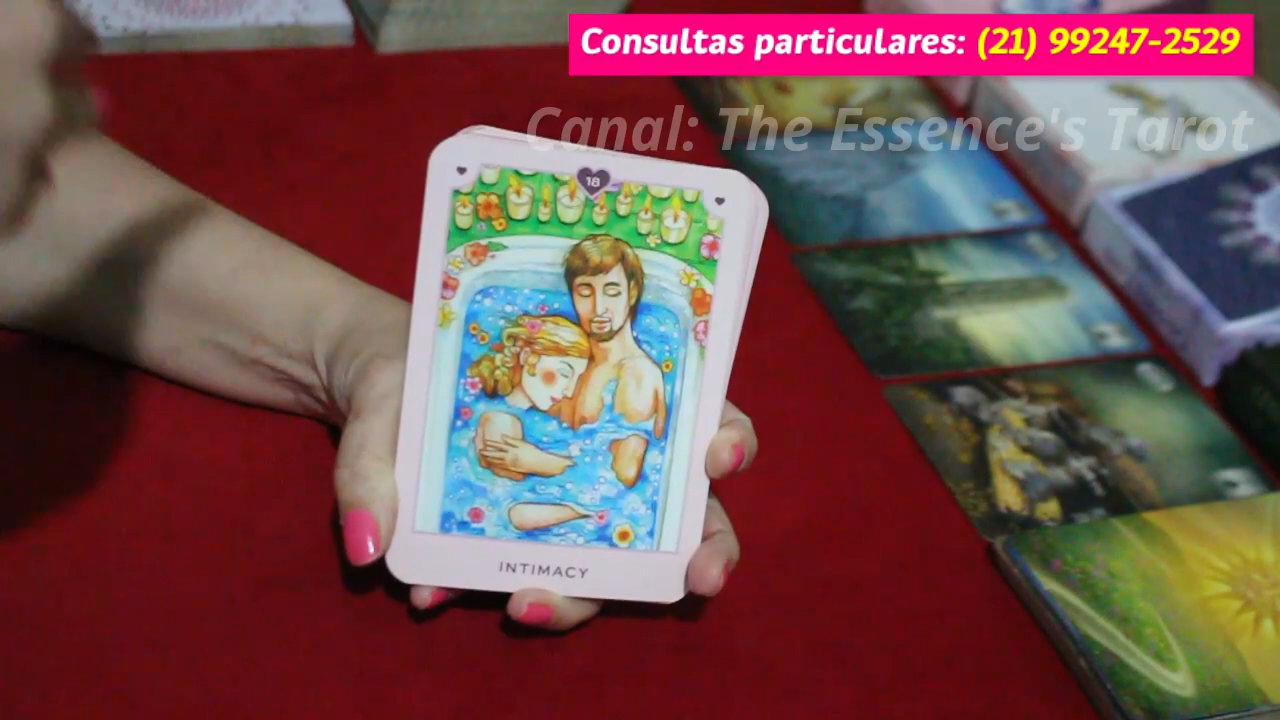 Consultas particulares: (21) 99247-2529
Canal: The Essence's Tarot
18
INTIMACY